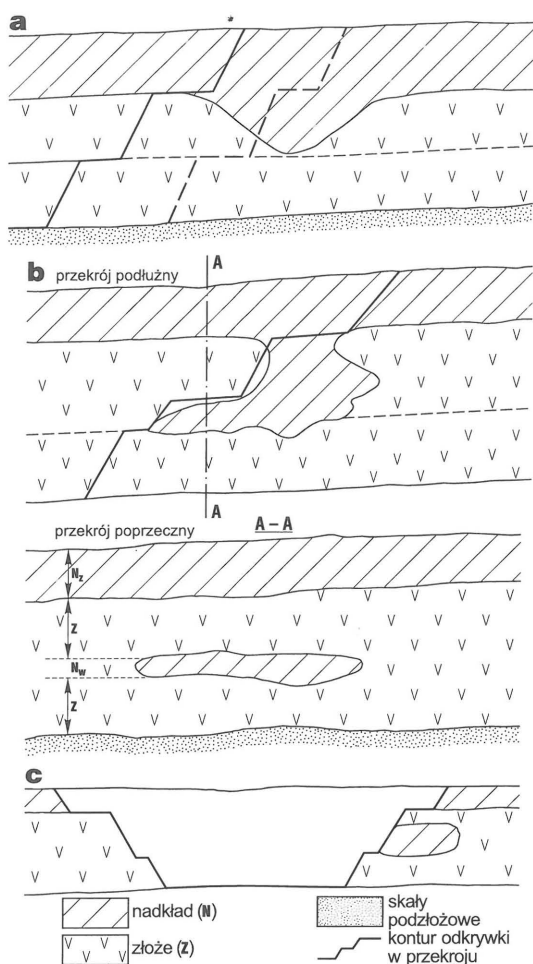 a
b przekrój podłużny
A
A
przekrój poprzeczny A – A
Nz
Z
Nw
Z
c
nadkład (N)
złoże (Z)
skały
podzłożowe
kontur odkrywki
w przekroju